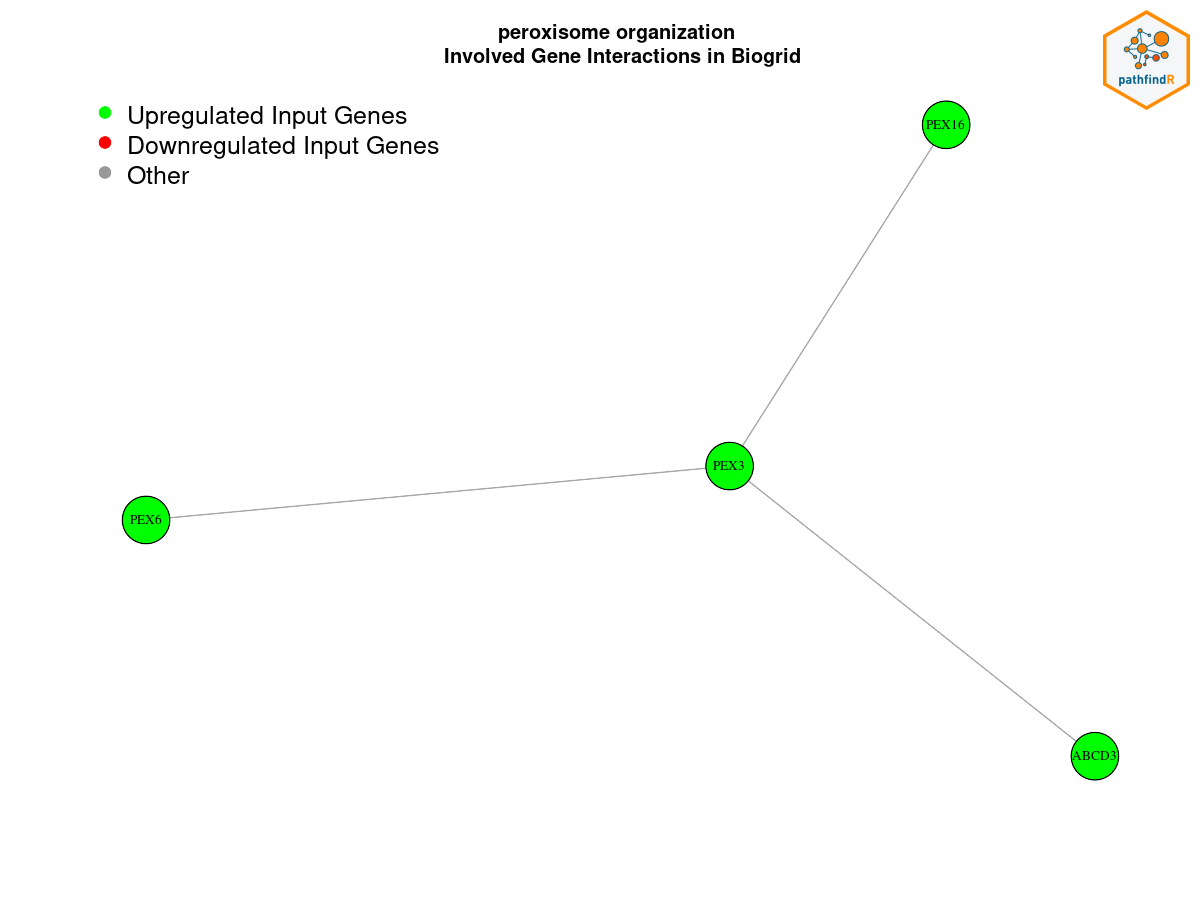 peroxisome organization
Involved Gene Interactions in Biogrid
pathfindR
Upregulated Input Genes
Downregulated Input Genes
Other
PEX16
PEX3
PEX6
ABCD3